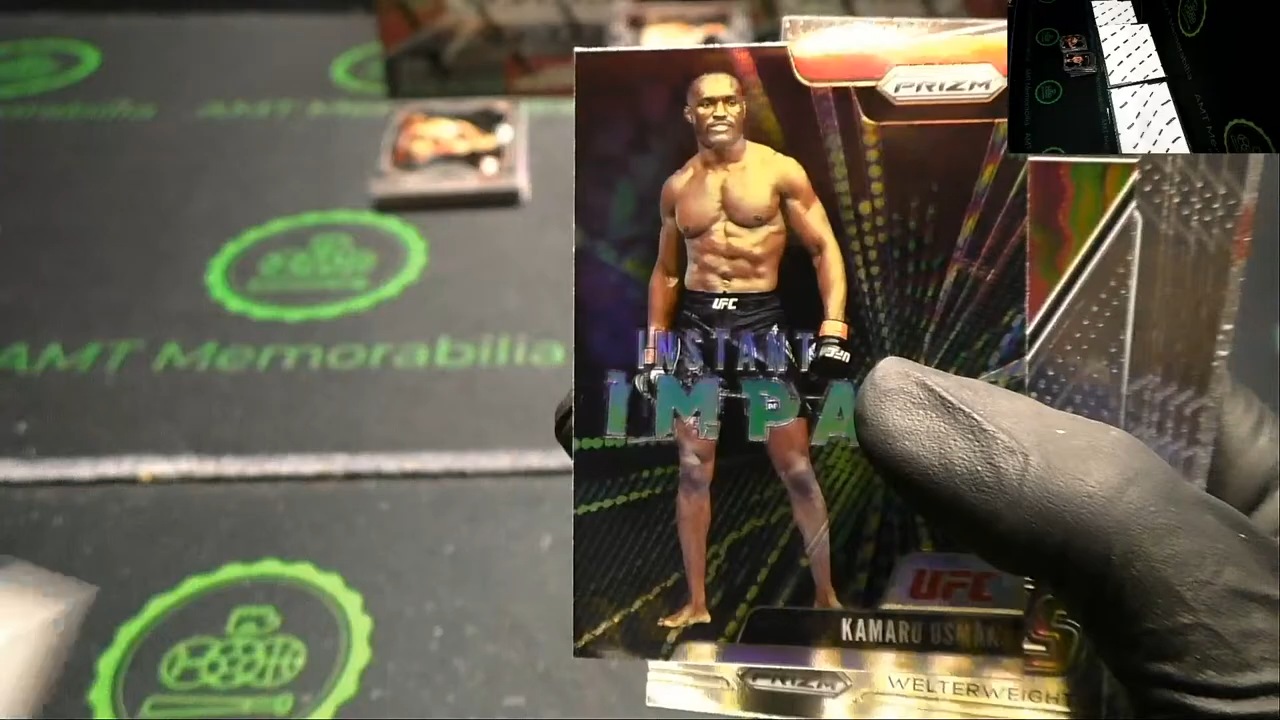 AMT Memorabilia
PRIZM
UFC
INSTANT
IMPA
UFC
KAMARU USMAN
PRIZM
WELTERWEIGHT